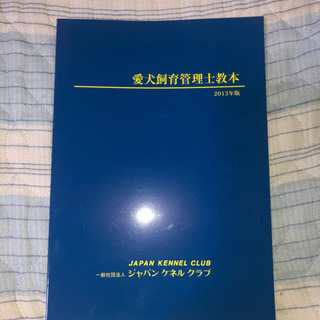 愛犬飼育管理士教本
2013年版
JAPAN KENNEL CLUB
一般社団法人 ジャパン ケネル クラブ